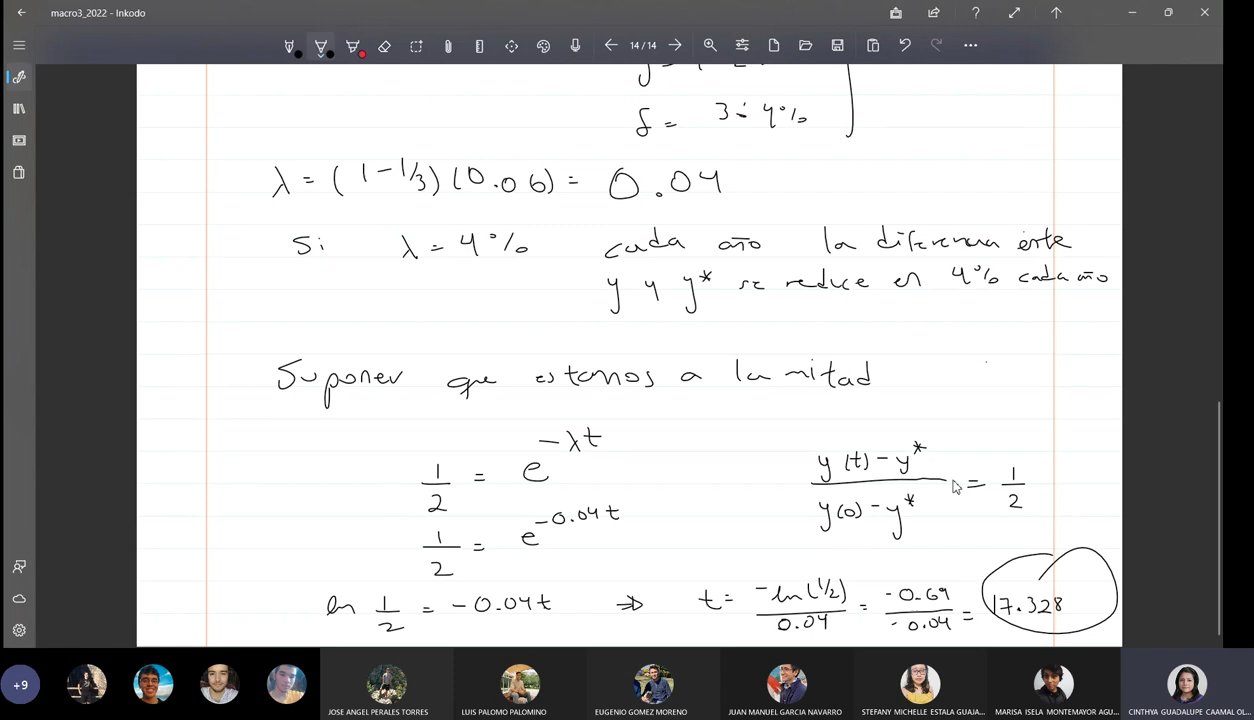 macro3_2022 - Inkodo
14/14
δ = 3 - 4%
λ = (1 - 1/3) (0.06) = 0.04
Si λ = 4% cada año la diferencia entre
y y y* se reduce en 4% cada año
Suponer que estamos a la mitad
1/2 = e^-λt
y(t) - y* / y(0) - y* = 1/2
1/2 = e^-0.04t
ln 1/2 = -0.04t ⇒ t = -ln(1/2) / 0.04 = -0.69 / -0.04 = 17.328
+9
JOSE ANGEL PERALES TORRES
LUIS PALOMO PALOMINO
EUGENIO GOMEZ MORENO
JUAN MANUEL GARCIA NAVARRO
STEFANY MICHELLE ESTALA GUAJA...
MARISA ISELA MONTEMAYOR AGU...
CINTHYA GUADALUPE CAAMAL OL...